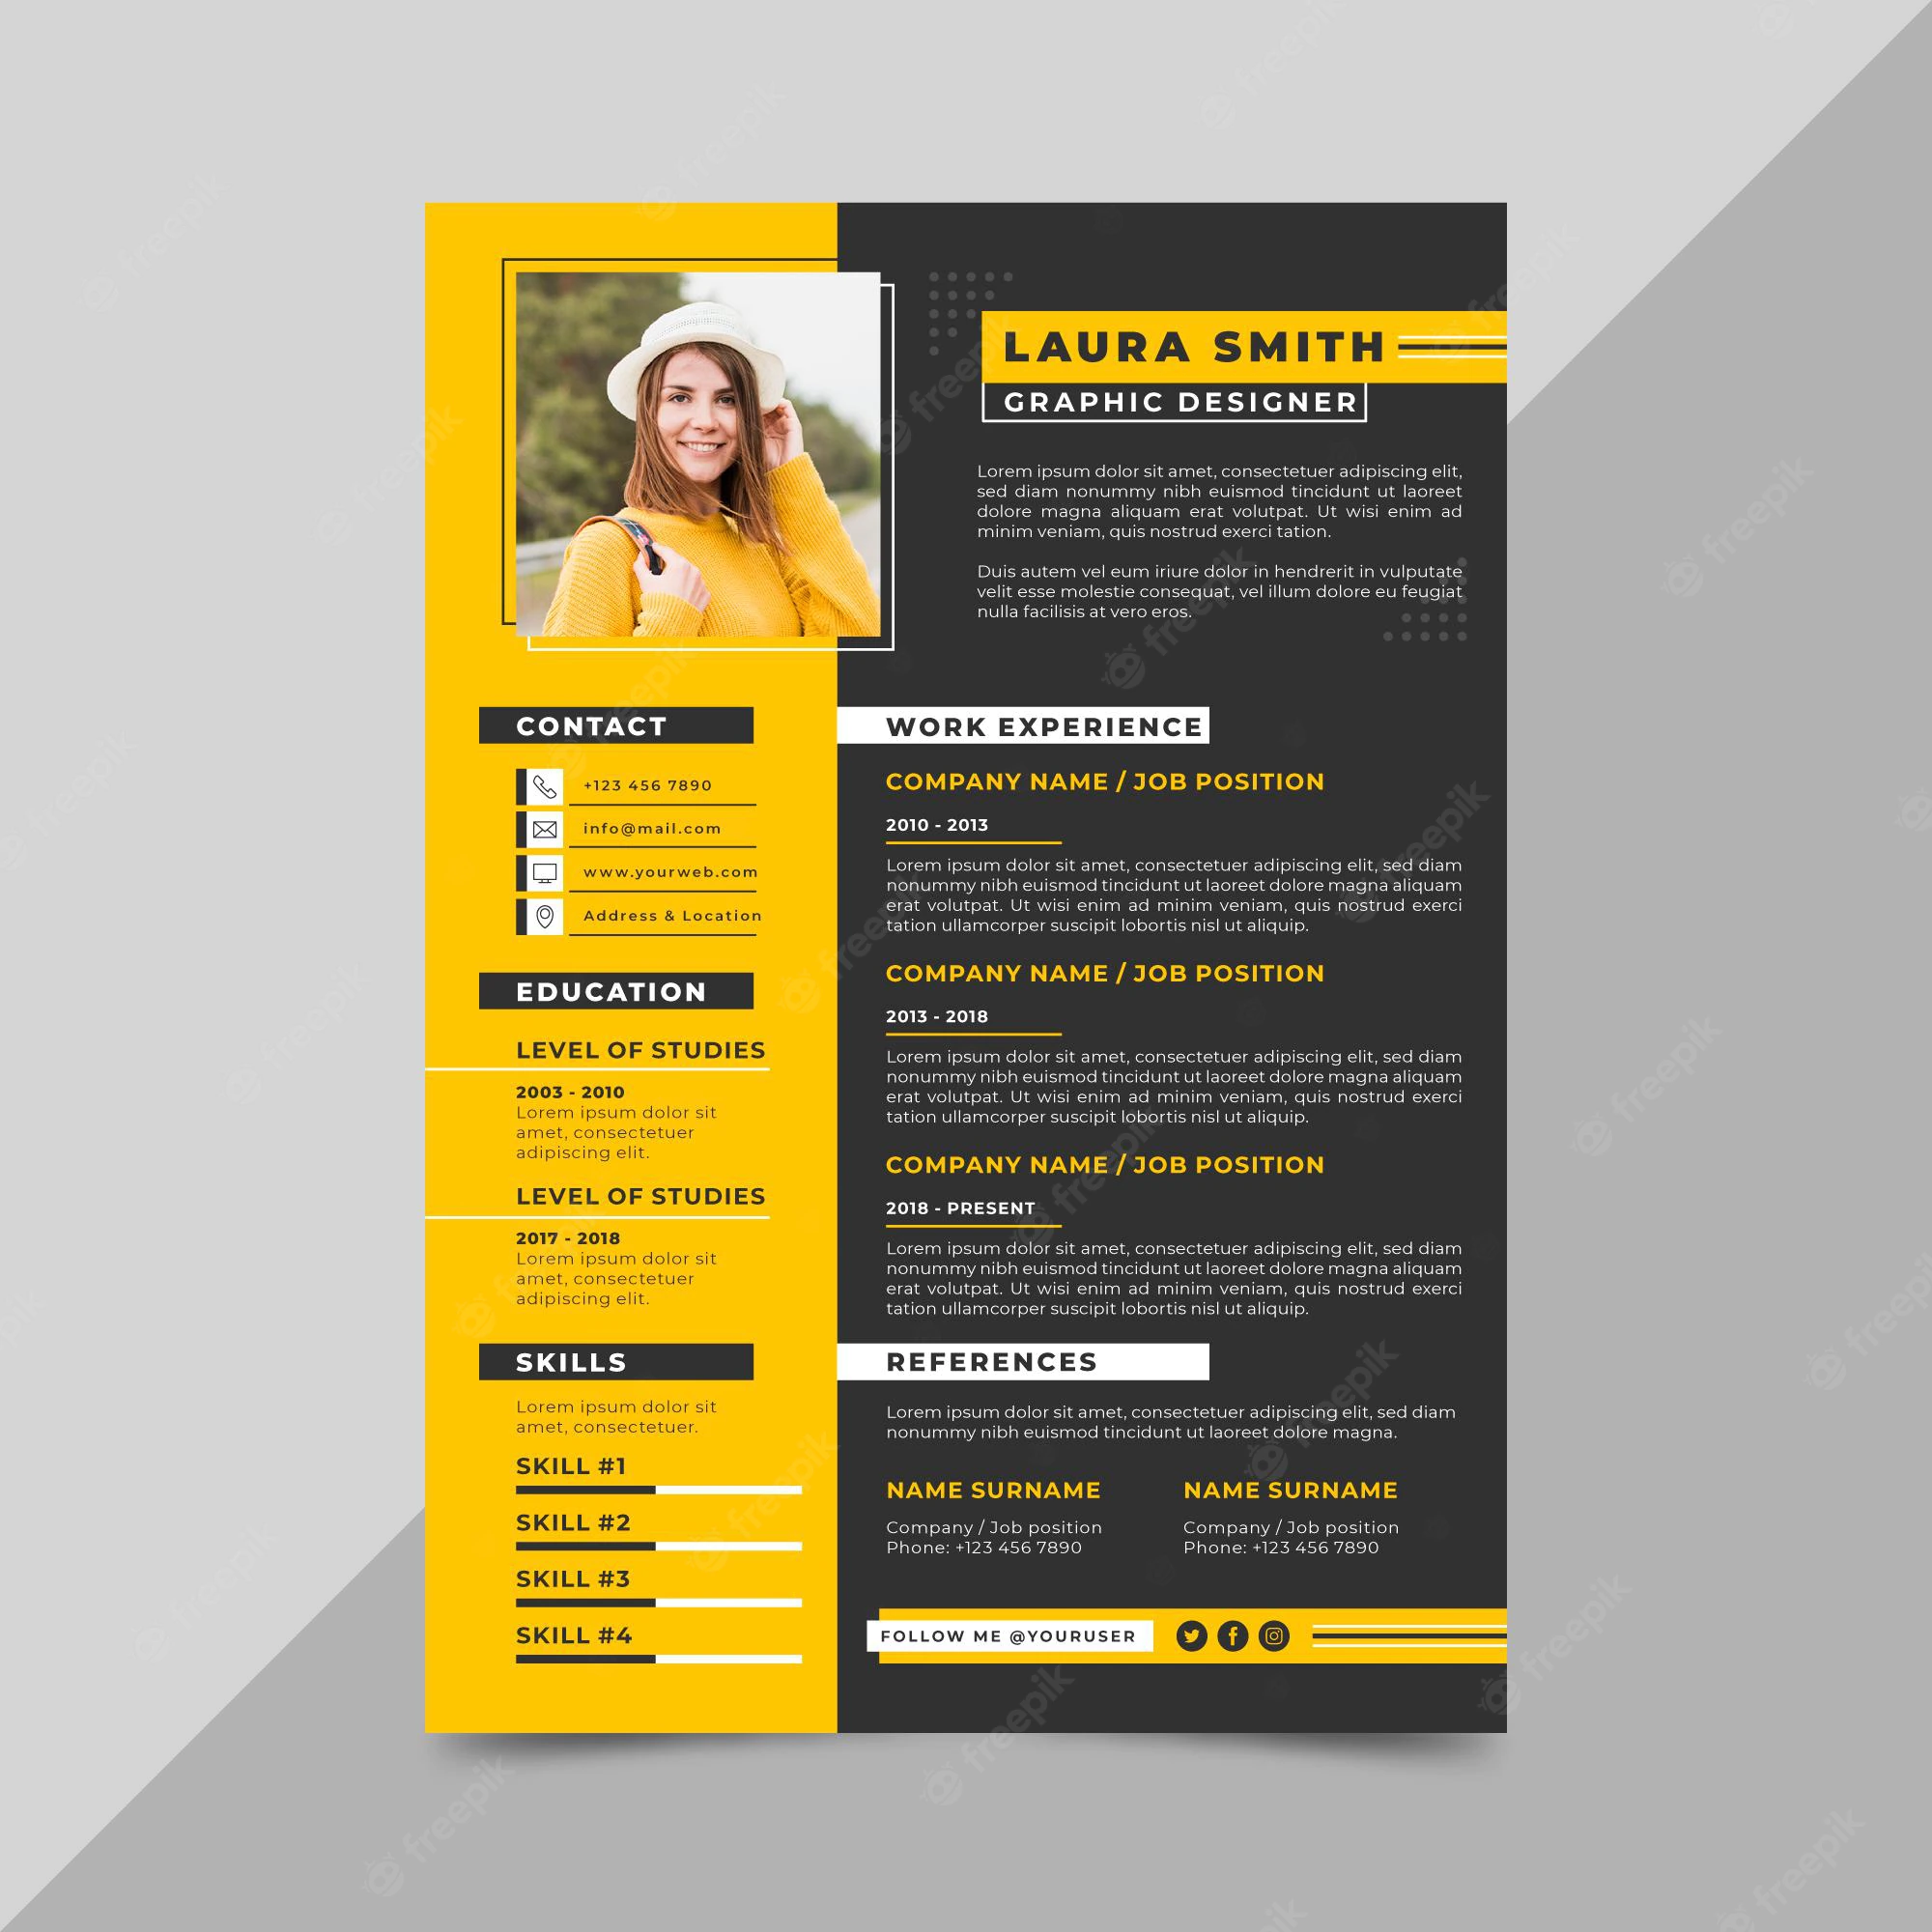 LAURA SMITH
GRAPHIC DESIGNER
Lorem ipsum dolor sit amet, consectetuer adipiscing elit,
sed diam nonummy nibh euismod tincidunt ut laoreet
dolore magna aliquam erat volutpat. Ut wisi enim ad
minim veniam, quis nostrud exerci tation.
Duis autem vel eum iriure dolor in hendrerit in vulputate
velit esse molestie consequat, vel illum dolore eu feugiat
nulla facilisis at vero eros.
CONTACT
+123 456 7890
info@mail.com
www.yourweb.com
Address & Location
EDUCATION
LEVEL OF STUDIES
2003 - 2010
Lorem ipsum dolor sit
amet, consectetuer
adipiscing elit.
LEVEL OF STUDIES
2017 - 2018
Lorem ipsum dolor sit
amet, consectetuer
adipiscing elit.
SKILLS
Lorem ipsum dolor sit
amet, consectetuer.
SKILL #1
SKILL #2
SKILL #3
SKILL #4
WORK EXPERIENCE
COMPANY NAME / JOB POSITION
2010 - 2013
Lorem ipsum dolor sit amet, consectetuer adipiscing elit, sed diam
nonummy nibh euismod tincidunt ut laoreet dolore magna aliquam
erat volutpat. Ut wisi enim ad minim veniam, quis nostrud exerci
tation ullamcorper suscipit lobortis nisl ut aliquip.
COMPANY NAME / JOB POSITION
2013 - 2018
Lorem ipsum dolor sit amet, consectetuer adipiscing elit, sed diam
nonummy nibh euismod tincidunt ut laoreet dolore magna aliquam
erat volutpat. Ut wisi enim ad minim veniam, quis nostrud exerci
tation ullamcorper suscipit lobortis nisl ut aliquip.
COMPANY NAME / JOB POSITION
2018 - PRESENT
Lorem ipsum dolor sit amet, consectetuer adipiscing elit, sed diam
nonummy nibh euismod tincidunt ut laoreet dolore magna aliquam
erat volutpat. Ut wisi enim ad minim veniam, quis nostrud exerci
tation ullamcorper suscipit lobortis nisl ut aliquip.
REFERENCES
Lorem ipsum dolor sit amet, consectetuer adipiscing elit, sed diam
nonummy nibh euismod tincidunt ut laoreet dolore magna.
NAME SURNAME
Company / Job position
Phone: +123 456 7890
NAME SURNAME
Company / Job position
Phone: +123 456 7890
FOLLOW ME @YOURUSER
freepik